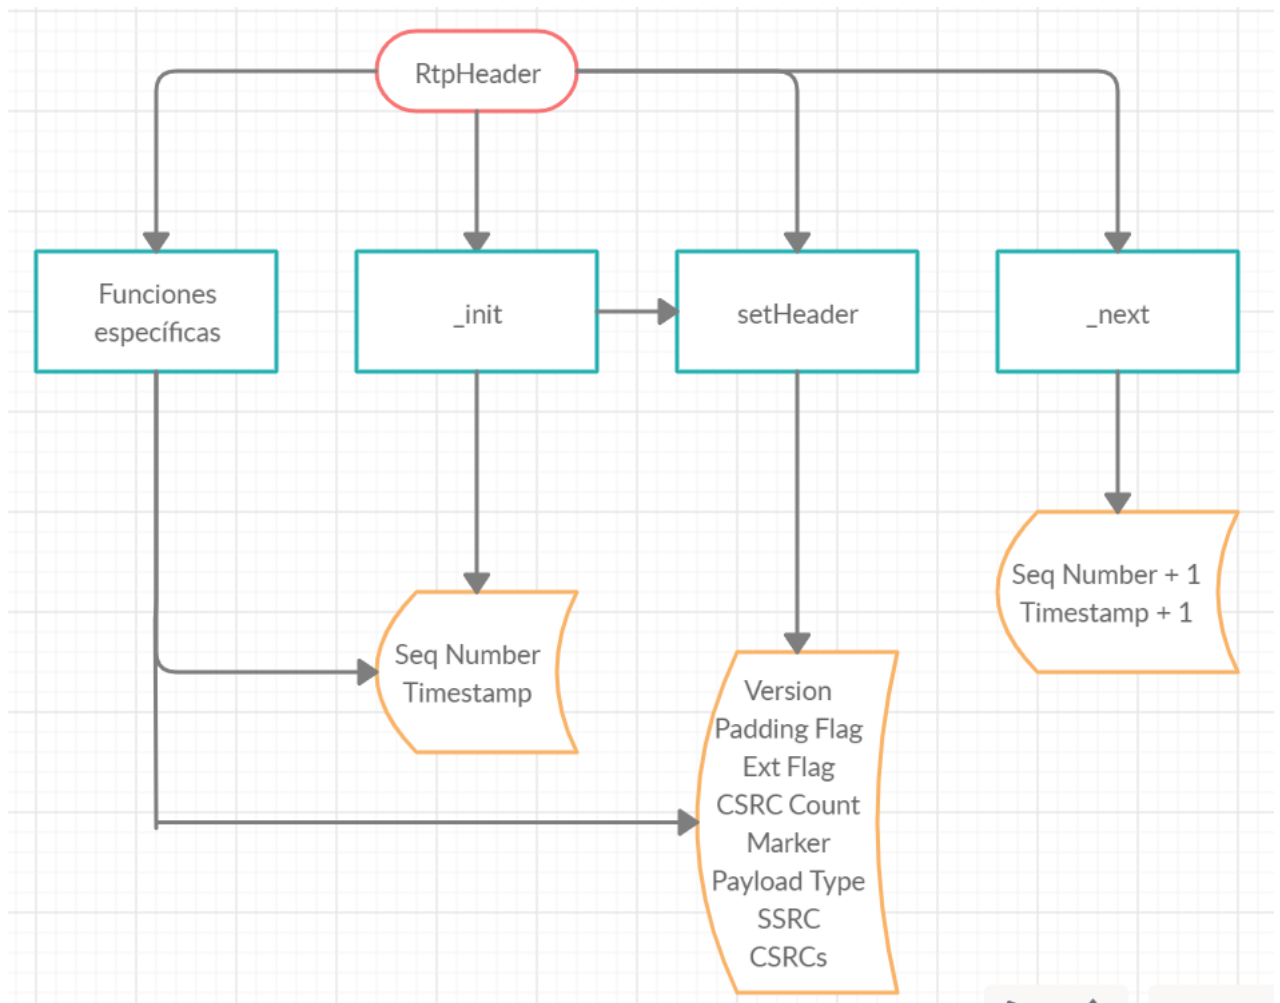 RtpHeader
Funciones
específicas
_init
setHeader
_next
Seq Number + 1
Timestamp + 1
Seq Number
Timestamp
Version
Padding Flag
Ext Flag
CSRC Count
Marker
Payload Type
SSRC
CSRCs